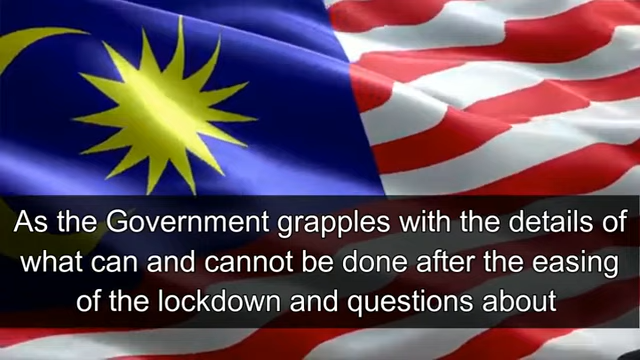 As the Government grapples with the details of
what can and cannot be done after the easing
of the lockdown and questions about